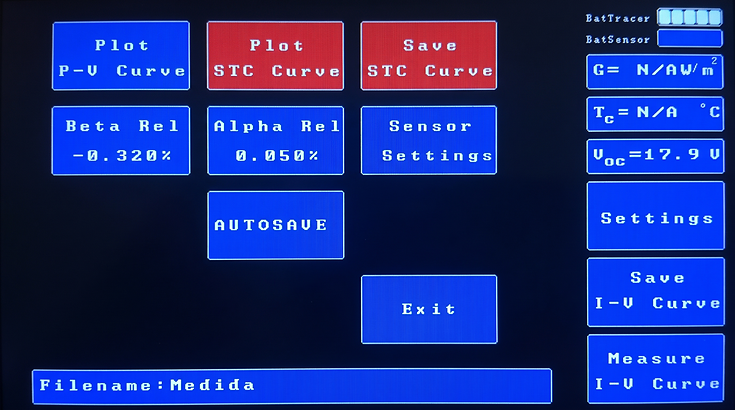 Plot
P-V Curve
Plot
STC Curve
Save
STC Curve
Beta Rel
-0.320%
Alpha Rel
0.050%
Sensor
Settings
AUTOSAVE
Exit
Filename:Medida
BatTracer
BatSensor
G= N/AW/m²
Tc=N/A °C
Voc=17.9 V
Settings
Save
I-V Curve
Measure
I-V Curve